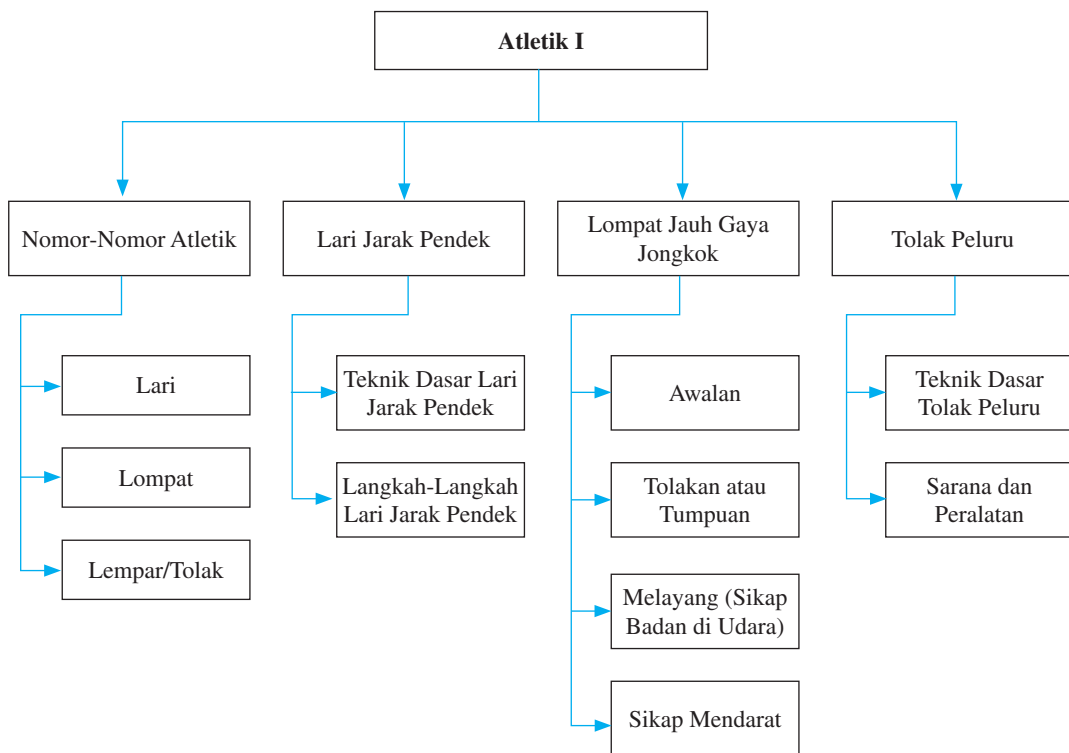 Atletik I
Nomor-Nomor Atletik
Lari
Lompat
Lempar/Tolak
Lari Jarak Pendek
Teknik Dasar Lari
Jarak Pendek
Langkah-Langkah
Lari Jarak Pendek
Lompat Jauh Gaya
Jongkok
Awalan
Tolakan atau
Tumpuan
Melayang (Sikap
Badan di Udara)
Sikap Mendarat
Tolak Peluru
Teknik Dasar
Tolak Peluru
Sarana dan
Peralatan